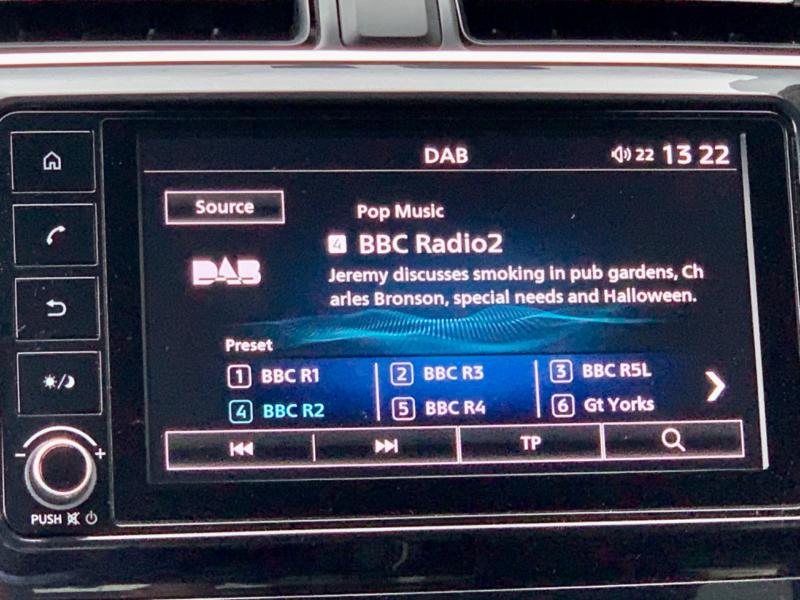 DAB 22 13 22
Source
Pop Music
4 BBC Radio2
DAB
Jeremy discusses smoking in pub gardens, Ch
arles Bronson, special needs and Halloween.
Preset
1 BBC R1 2 BBC R3 3 BBC R5L
4 BBC R2 5 BBC R4 6 Gt Yorks
TP
- +
PUSH